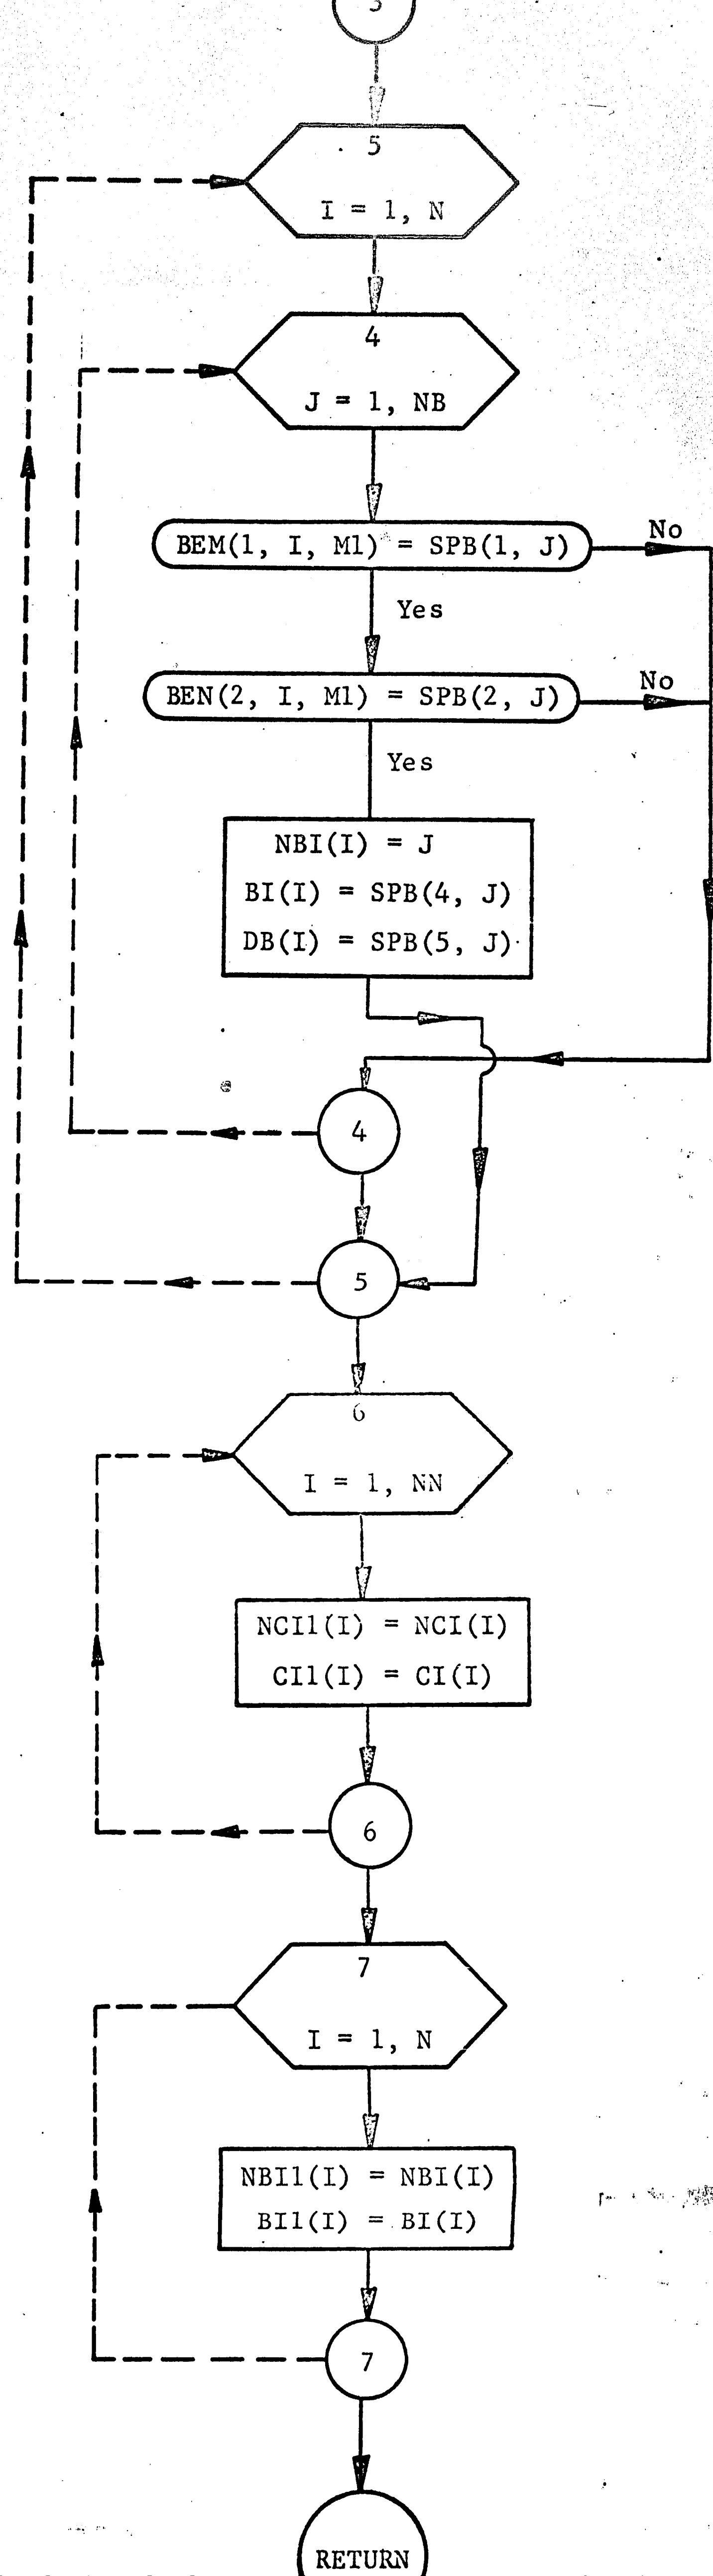 3
5
I = 1, N
4
J = 1, NB
BEM(1, I, M1) = SPB(1, J)
No
Yes
BEN(2, I, M1) = SPB(2, J)
No
Yes
NBI(I) = J
BI(I) = SPB(4, J)
DB(I) = SPB(5, J)
4
5
6
I = 1, NN
NCI1(I) = NCI(I)
CI1(I) = CI(I)
6
7
I = 1, N
NBI1(I) = NBI(I)
BI1(I) = BI(I)
7
RETURN